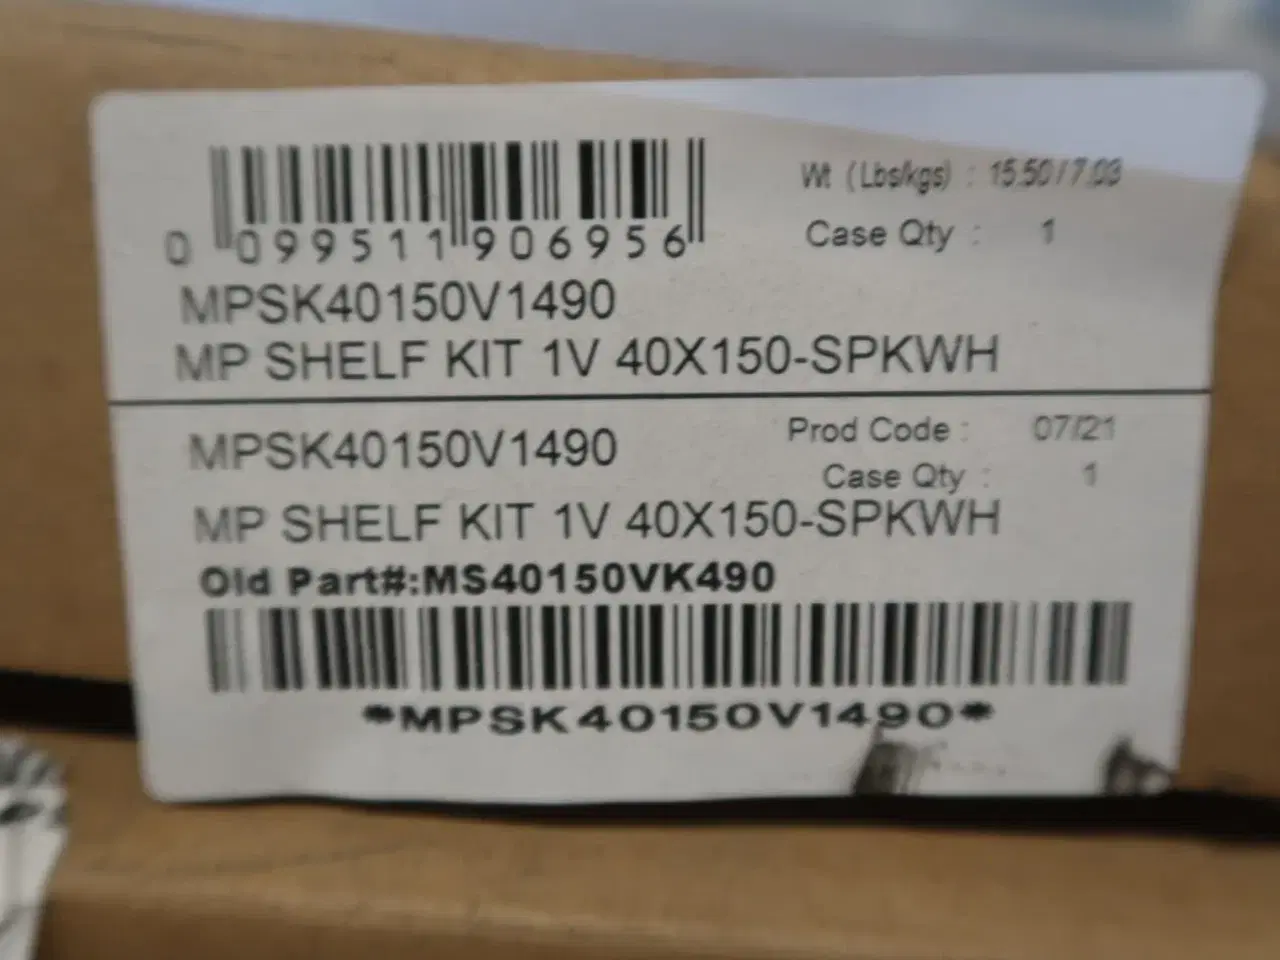 Wt (Lbs/kgs) : 15.50 / 7.03
Case Qty : 1
0 099511 906956
MPSK40150V1490
MP SHELF KIT 1V 40X150-SPKWH
MPSK40150V1490
Prod Code : 07/21
Case Qty : 1
MP SHELF KIT 1V 40X150-SPKWH
Old Part#:MS40150VK490
*MPSK40150V1490*